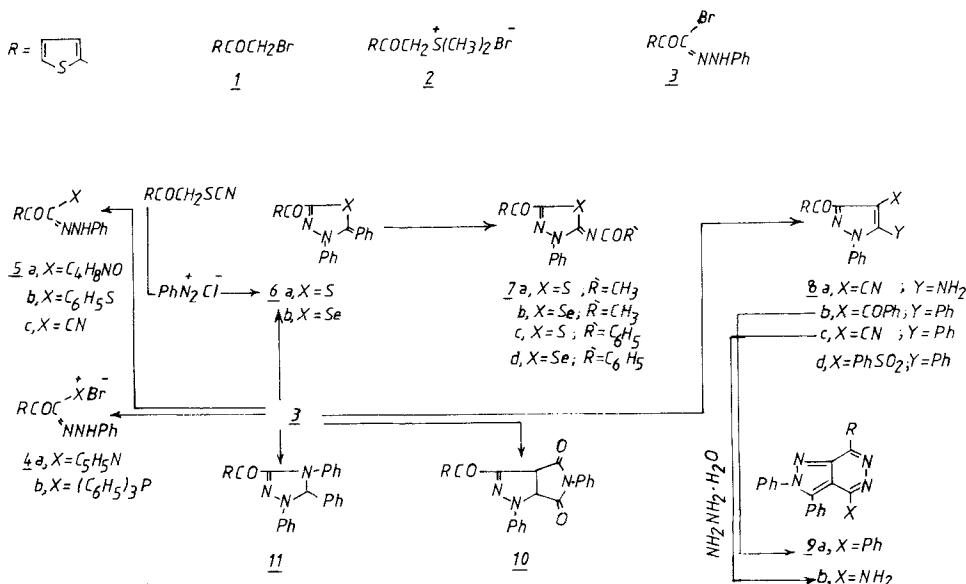 R = S
RCOCH₂Br
1
RCOCH₂S⁺(CH₃)₂Br⁻
2
Br
RCOC
NNHPh
3
X
RCOC
NNHPh
5 a, X=C₄H₈NO
b, X=C₆H₅S
c, X=CN
RCOCH₂SCN
PhN₂⁺Cl⁻
RCO X Ph
N N
Ph
6 a, X=S
b, X=Se
RCO X NCOR̀
N N
Ph
7 a, X=S ; R̀=CH₃
b, X=Se; R̀=CH₃
c, X=S ; R̀=C₆H₅
d, X=Se; R̀=C₆H₅
RCO X
N N Y
Ph
8 a, X=CN ; Y=NH₂
b, X=COPh; Y=Ph
c, X=CN ; Y=Ph
d, X=PhSO₂;Y=Ph
⁺XBr⁻
RCOC
NNHPh
4 a, X=C₅H₅N
b, X=(C₆H₅)₃P
3
RCO N-Ph
N N Ph
Ph
11
RCO O
N N N-Ph
Ph O
10
NH₂NH₂·H₂O
R
N N
Ph-N N
Ph X
9 a, X=Ph
b, X=NH₂